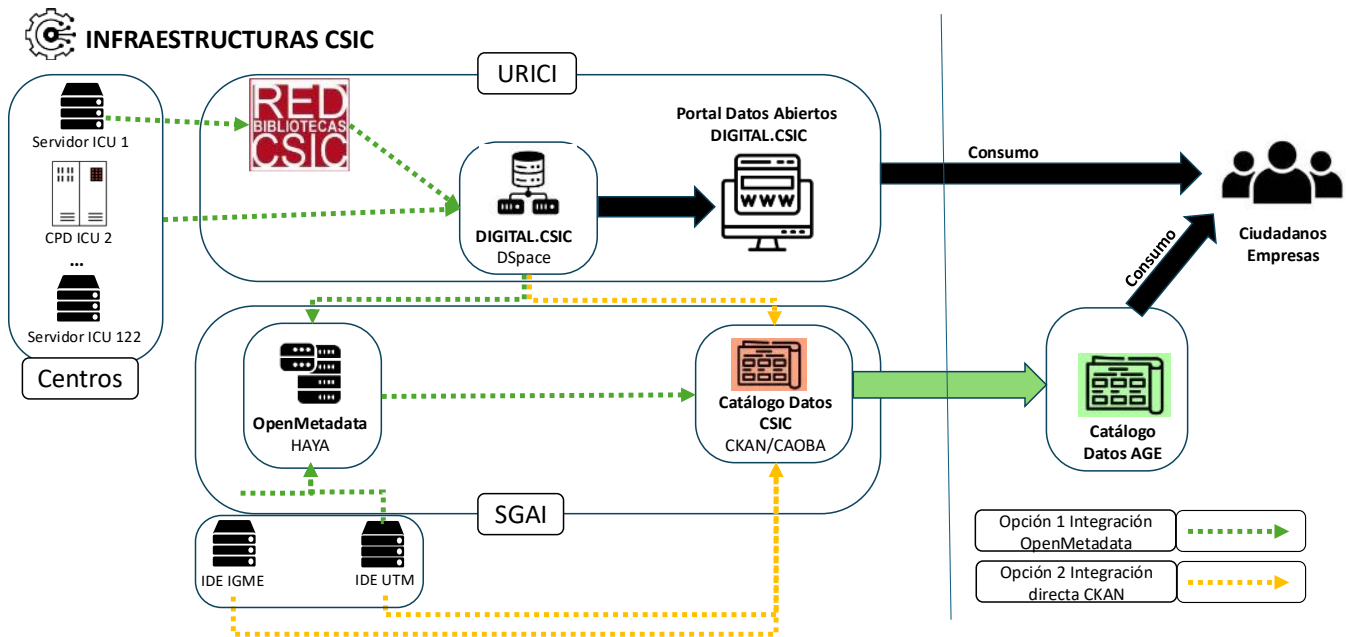 INFRAESTRUCTURAS CSIC
URICI
Servidor ICU 1
CPD ICU 2
...
Servidor ICU 122
Centros
RED
BIBLIOTECAS
CSIC
DIGITAL.CSIC
DSpace
Portal Datos Abiertos
DIGITAL.CSIC
WWW
Consumo
Ciudadanos
Empresas
Consumo
OpenMetadata
HAYA
Catálogo Datos
CSIC
CKAN/CAOBA
Catálogo
Datos AGE
SGAI
IDE IGME
IDE UTM
Opción 1 Integración
OpenMetadata
Opción 2 Integración
directa CKAN